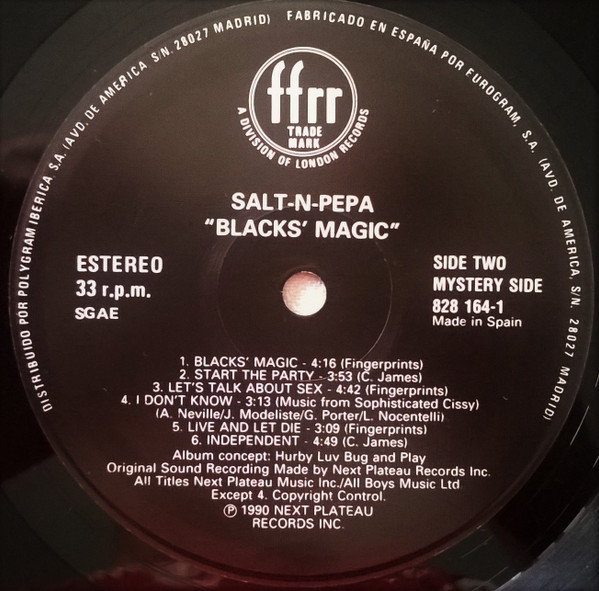 DISTRIBUIDO POR POLYGRAM IBERICA S.A. (AVD. DE AMERICA S/N. 28027 MADRID) FABRICADO EN ESPAÑA POR EUROGRAM, S.A. (AVD. DE AMERICA, S/N. 28027 MADRID)
ffrr
TRADE
MARK
A DIVISION OF LONDON RECORDS
SALT-N-PEPA
"BLACKS' MAGIC"
ESTEREO
33 r.p.m.
SGAE
SIDE TWO
MYSTERY SIDE
828 164-1
Made in Spain
1. BLACKS' MAGIC - 4:16 (Fingerprints)
2. START THE PARTY - 3:53 (C. James)
3. LET'S TALK ABOUT SEX - 4:42 (Fingerprints)
4. I DON'T KNOW - 3:13 (Music from Sophisticated Cissy)
(A. Neville/J. Modeliste/G. Porter/L. Nocentelli)
5. LIVE AND LET DIE - 3:09 (Fingerprints)
6. INDEPENDENT - 4:49 (C. James)
Album concept: Hurby Luv Bug and Play
Original Sound Recording Made by Next Plateau Records Inc.
All Titles Next Plateau Music Inc./All Boys Music Ltd
Except 4. Copyright Control.
℗ 1990 NEXT PLATEAU
RECORDS INC.